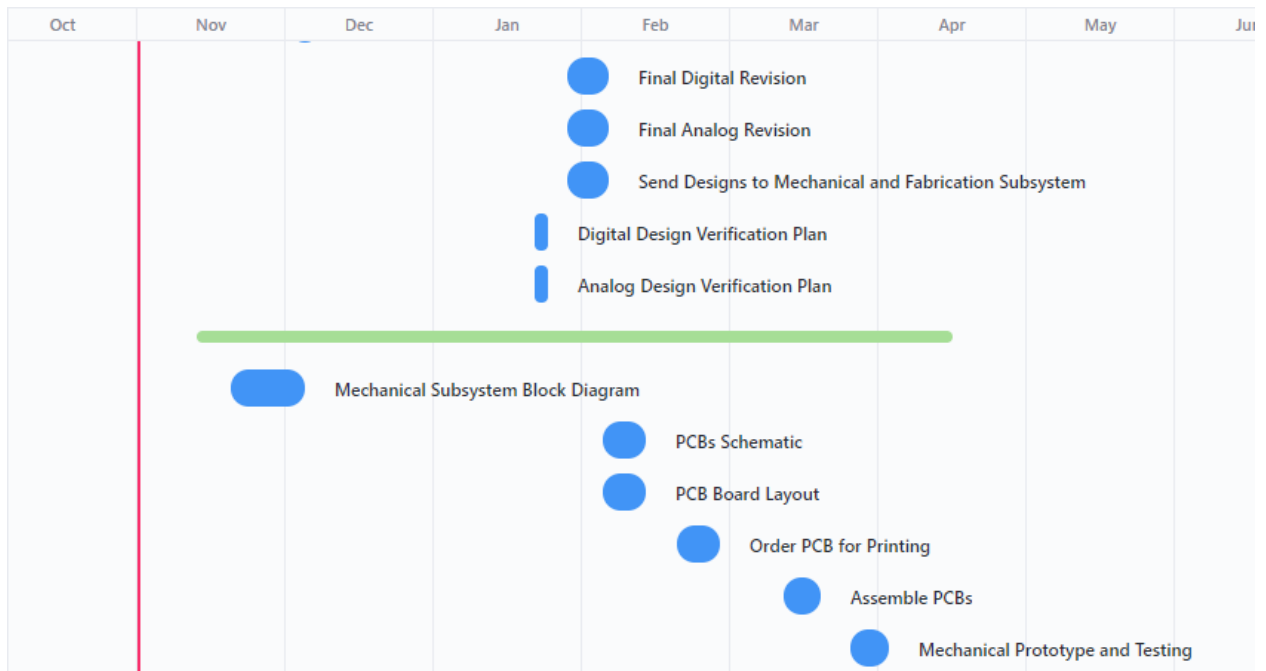 Oct Nov Dec Jan Feb Mar Apr May
Final Digital Revision
Final Analog Revision
Send Designs to Mechanical and Fabrication Subsystem
Digital Design Verification Plan
Analog Design Verification Plan
Mechanical Subsystem Block Diagram
PCBs Schematic
PCB Board Layout
Order PCB for Printing
Assemble PCBs
Mechanical Prototype and Testing